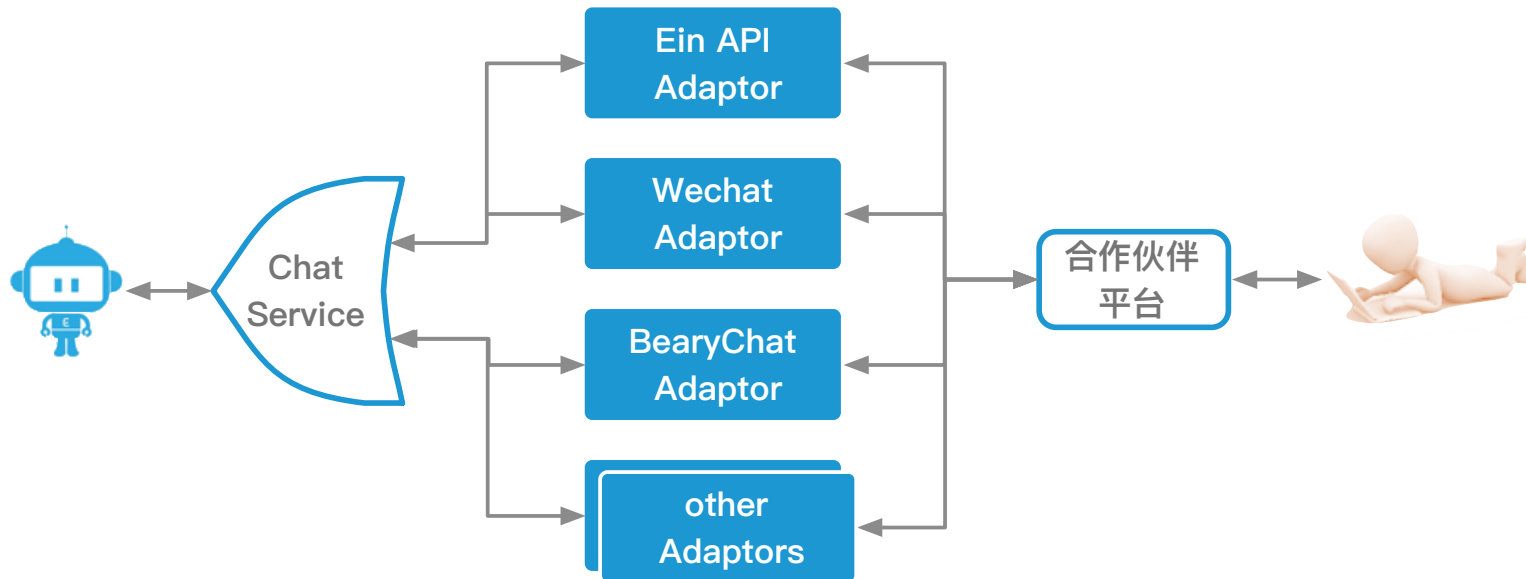 Ein API
Adaptor
Wechat
Adaptor
Chat
Service
合作伙伴
平台
BearyChat
Adaptor
other
Adaptors
E